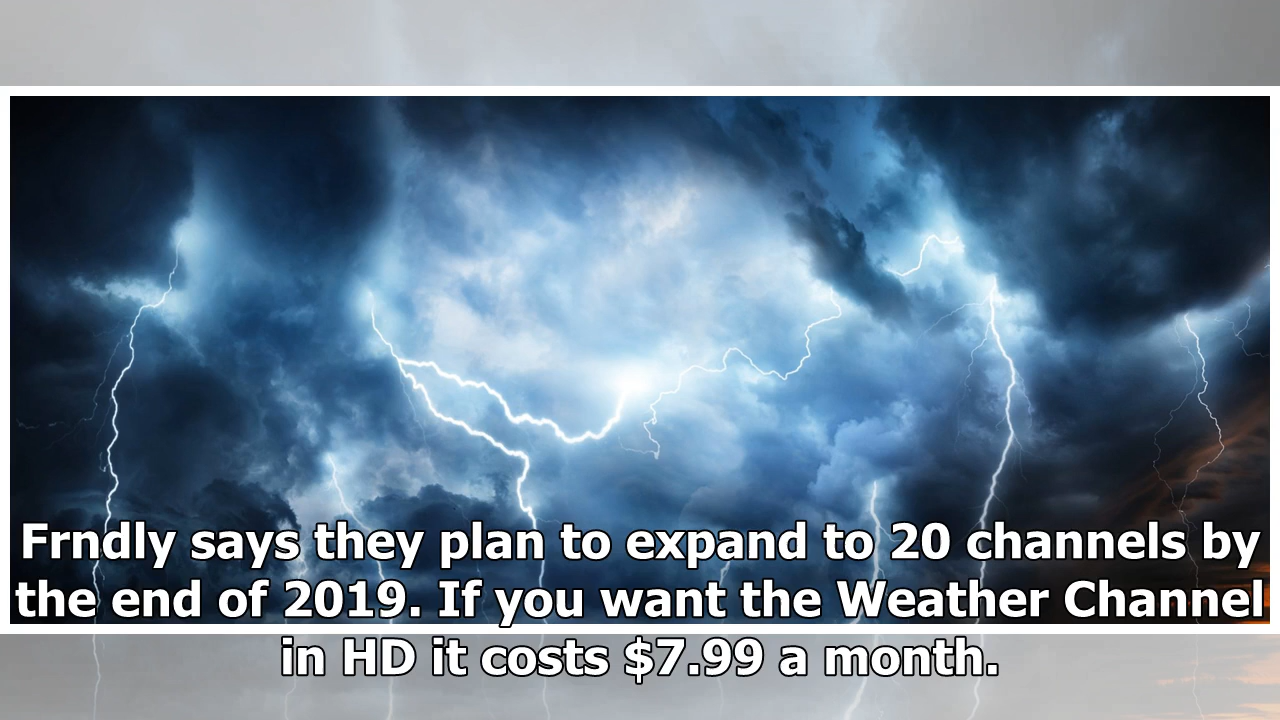 Frndly says they plan to expand to 20 channels by
the end of 2019. If you want the Weather Channel
in HD it costs $7.99 a month.